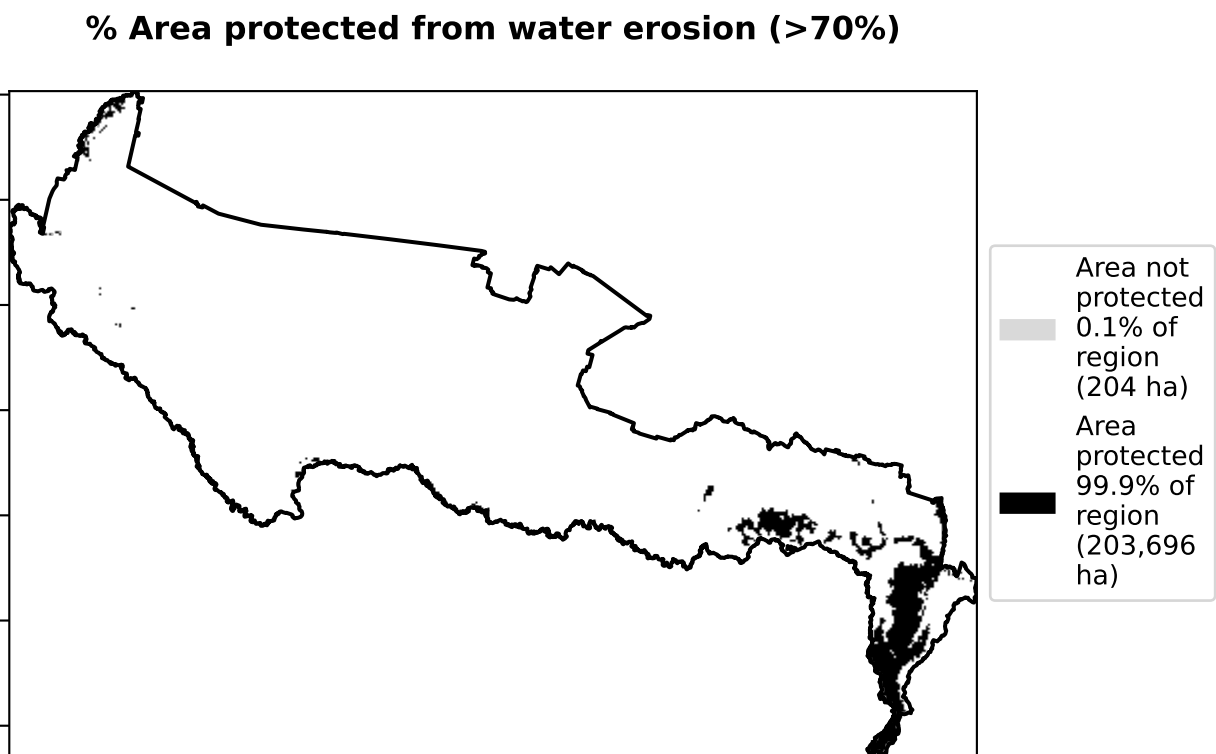 % Area protected from water erosion (>70%)
Area not
protected
0.1% of
region
(204 ha)
Area
protected
99.9% of
region
(203,696
ha)